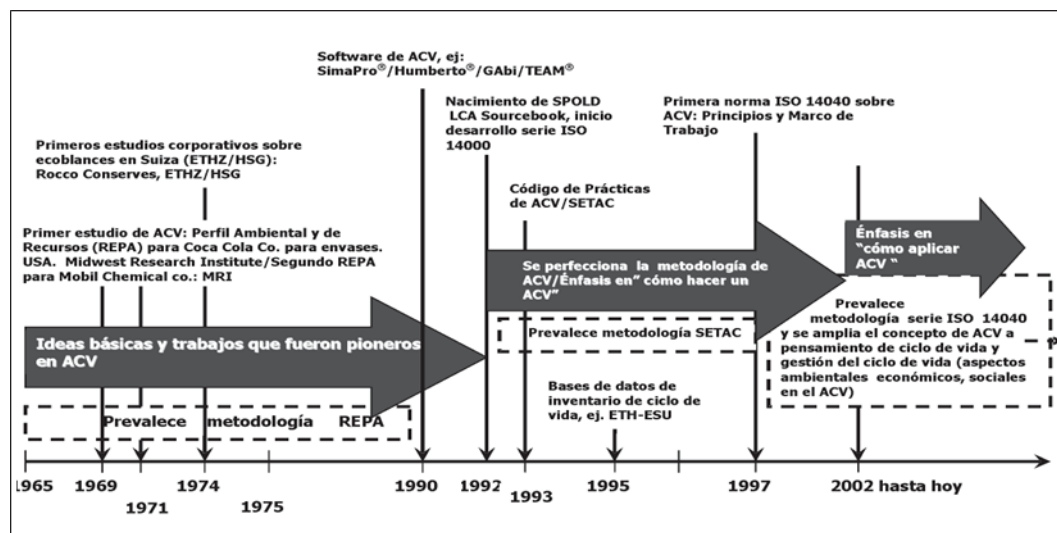 Software de ACV, ej:
SimaPro®/Humberto®/GAbi/TEAM®
Nacimiento de SPOLD
LCA Sourcebook, inicio
desarrollo serie ISO
14000
Primera norma ISO 14040 sobre
ACV: Principios y Marco de
Trabajo
Primeros estudios corporativos sobre
ecoblances en Suiza (ETHZ/HSG):
Rocco Conserves, ETHZ/HSG
Código de Prácticas
de ACV/SETAC
Primer estudio de ACV: Perfil Ambiental y de
Recursos (REPA) para Coca Cola Co. para envases.
USA. Midwest Research Institute/Segundo REPA
para Mobil Chemical co.: MRI
Énfasis en
"cómo aplicar
ACV "
Se perfecciona la metodología de
ACV/Énfasis en" cómo hacer un
ACV"
Ideas básicas y trabajos que fueron pioneros
en ACV
Prevalece metodología SETAC
Prevalece
metodología serie ISO 14040
y se amplia el concepto de ACV a
pensamiento de ciclo de vida y
gestión del ciclo de vida (aspectos
ambientales económicos, sociales
en el ACV)
Bases de datos de
inventario de ciclo de
vida, ej. ETH-ESU
Prevalece metodología REPA
1965 1969 1971 1974 1975 1990 1992 1993 1995 1997 2002 hasta hoy